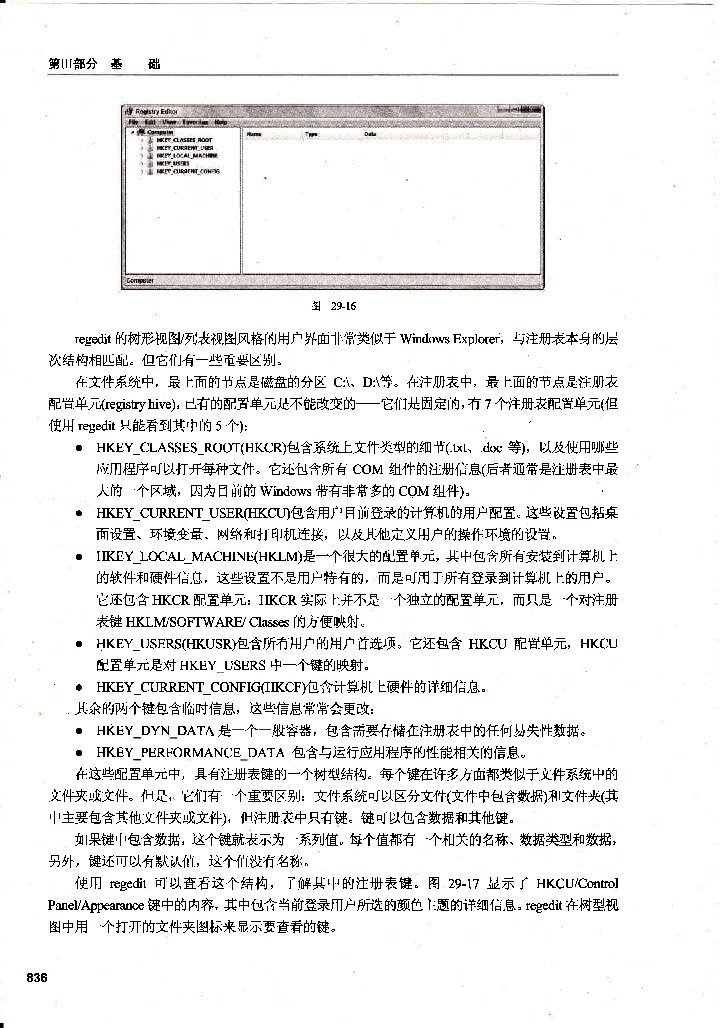 第III部分 基 础
Registry Editor
File Edit View Favorites Help
Computer
HKEY_CLASSES_ROOT
HKEY_CURRENT_USER
HKEY_LOCAL_MACHINE
HKEY_USERS
HKEY_CURRENT_CONFIG
Name Type Data
Computer
图 29-16
regedit 的树形视图/列表视图风格的用户界面非常类似于 Windows Explorer，与注册表本身的层
次结构相匹配。但它们有一些重要区别。
在文件系统中，最上面的节点是磁盘的分区 C:\、D:\等。在注册表中，最上面的节点是注册表
配置单元(registry hive)，已有的配置单元是不能改变的——它们是固定的，有 7 个注册表配置单元(但
使用 regedit 只能看到其中的 5 个)：
● HKEY_CLASSES_ROOT(HKCR)包含系统上文件类型的细节(.txt、.doc 等)，以及使用哪些
应用程序可以打开每种文件。它还包含所有 COM 组件的注册信息(后者通常是注册表中最
大的一个区域，因为目前的 Windows 带有非常多的 COM 组件)。
● HKEY_CURRENT_USER(HKCU)包含用户目前登录的计算机的用户配置。这些设置包括桌
面设置、环境变量、网络和打印机连接，以及其他定义用户的操作环境的设置。
● HKEY_LOCAL_MACHINE(HKLM)是一个很大的配置单元，其中包含所有安装到计算机上
的软件和硬件信息，这些设置不是用户特有的，而是可用于所有登录到计算机上的用户。
它还包含 HKCR 配置单元：HKCR 实际上并不是一个独立的配置单元，而只是一个对注册
表键 HKLM/SOFTWARE/ Classes 的方便映射。
● HKEY_USERS(HKUSR)包含所有用户的用户首选项。它还包含 HKCU 配置单元，HKCU
配置单元是对 HKEY_USERS 中一个键的映射。
● HKEY_CURRENT_CONFIG(HKCF)包含计算机上硬件的详细信息。
其余的两个键包含临时信息，这些信息常常会更改：
● HKEY_DYN_DATA 是一个一般容器，包含需要存储在注册表中的任何易失性数据。
● HKEY_PERFORMANCE_DATA 包含与运行应用程序的性能相关的信息。
在这些配置单元中，具有注册表键的一个树型结构。每个键在许多方面都类似于文件系统中的
文件夹或文件。但是，它们有一个重要区别：文件系统可以区分文件(文件中包含数据)和文件夹(其
中主要包含其他文件夹或文件)，但注册表中只有键。键可以包含数据和其他键。
如果键中包含数据，这个键就表示为一系列值。每个值都有一个相关的名称、数据类型和数据，
另外，键还可以有默认值，这个值没有名称。
使用 regedit 可以查看这个结构，了解其中的注册表键。图 29-17 显示了 HKCU/Control
Panel/Appearance 键中的内容，其中包含当前登录用户所选的颜色主题的详细信息。regedit 在树型视
图中用一个打开的文件夹图标来显示要查看的键。
836